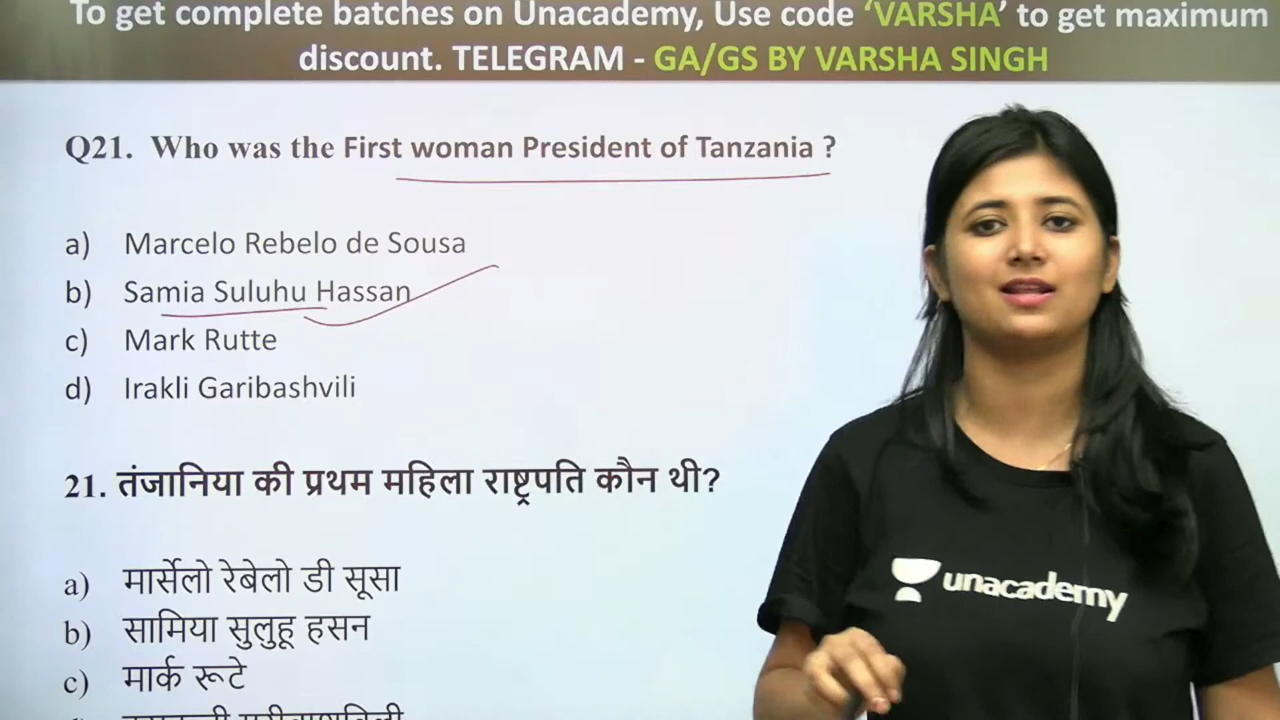 To get complete batches on Unacademy, Use code ‘VARSHA’ to get maximum
discount. TELEGRAM - GA/GS BY VARSHA SINGH
Q21. Who was the First woman President of Tanzania ?
a) Marcelo Rebelo de Sousa
b) Samia Suluhu Hassan
c) Mark Rutte
d) Irakli Garibashvili
21. तंजानिया की प्रथम महिला राष्ट्रपति कौन थी?
a) मार्सेलो रेबेलो डी सूसा
b) सामिया सुलुहू हसन
c) मार्क रूटे
unacademy